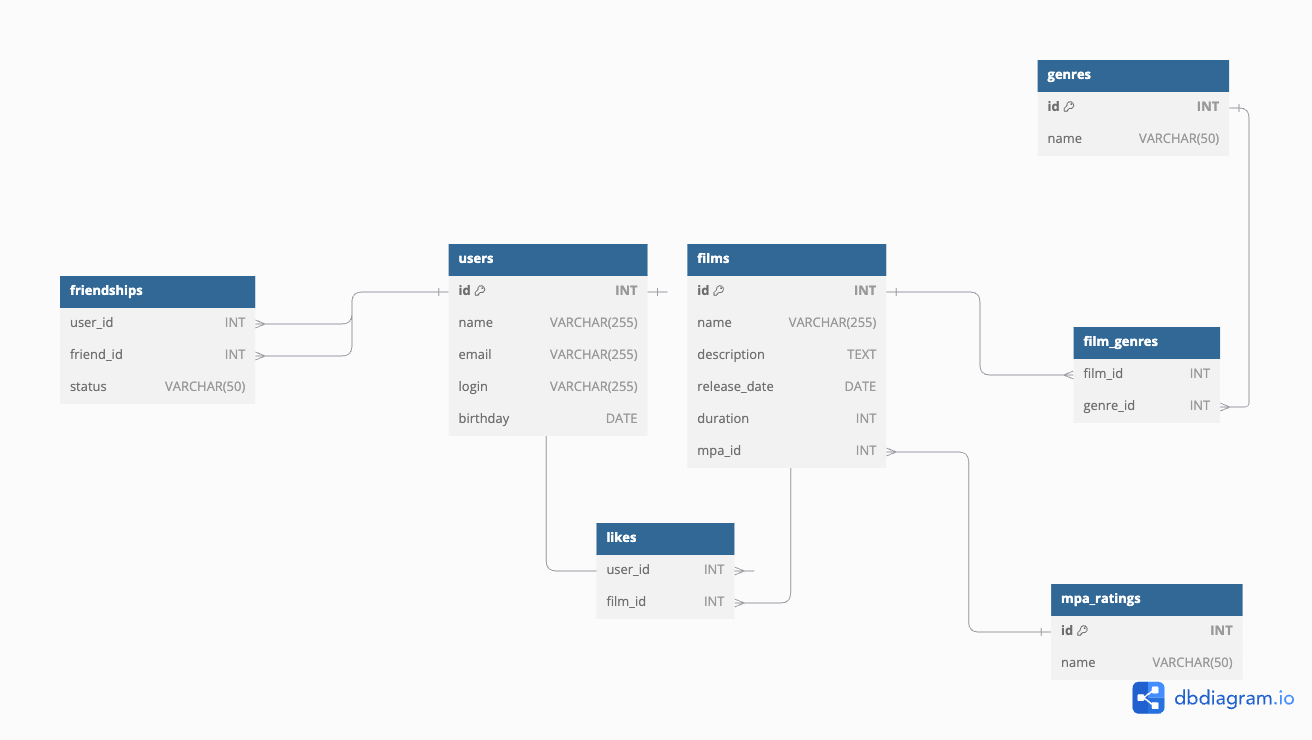 genres
id INT
name VARCHAR(50)
users
id INT
name VARCHAR(255)
email VARCHAR(255)
login VARCHAR(255)
birthday DATE
films
id INT
name VARCHAR(255)
description TEXT
release_date DATE
duration INT
mpa_id INT
friendships
user_id INT
friend_id INT
status VARCHAR(50)
film_genres
film_id INT
genre_id INT
likes
user_id INT
film_id INT
mpa_ratings
id INT
name VARCHAR(50)
dbdiagram.io